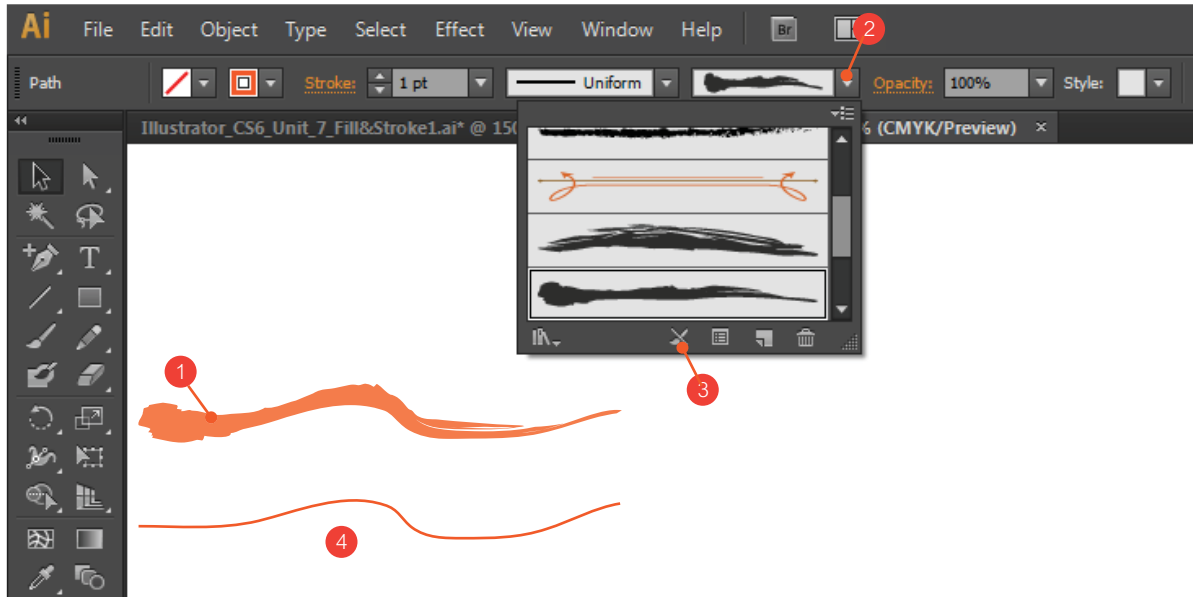 Ai File Edit Object Type Select Effect View Window Help Br 2
Path Stroke: 1 pt Uniform Opacity: 100% Style:
Illustrator_CS6_Unit_7_Fill&Stroke1.ai* @ 150 % (CMYK/Preview) ×
T
3
1
4